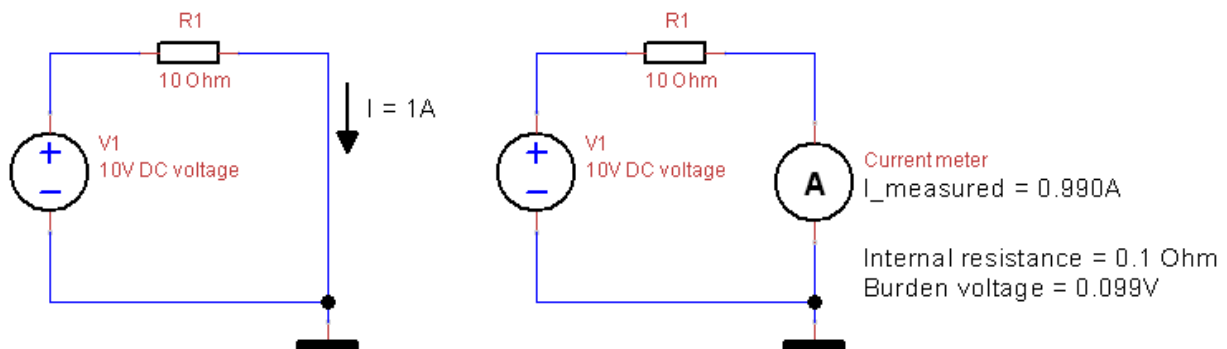 R1
10 Ohm
I = 1A
V1
10V DC voltage
+
−
R1
10 Ohm
V1
10V DC voltage
+
−
A
Current meter
I_measured = 0.990A
Internal resistance = 0.1 Ohm
Burden voltage = 0.099V